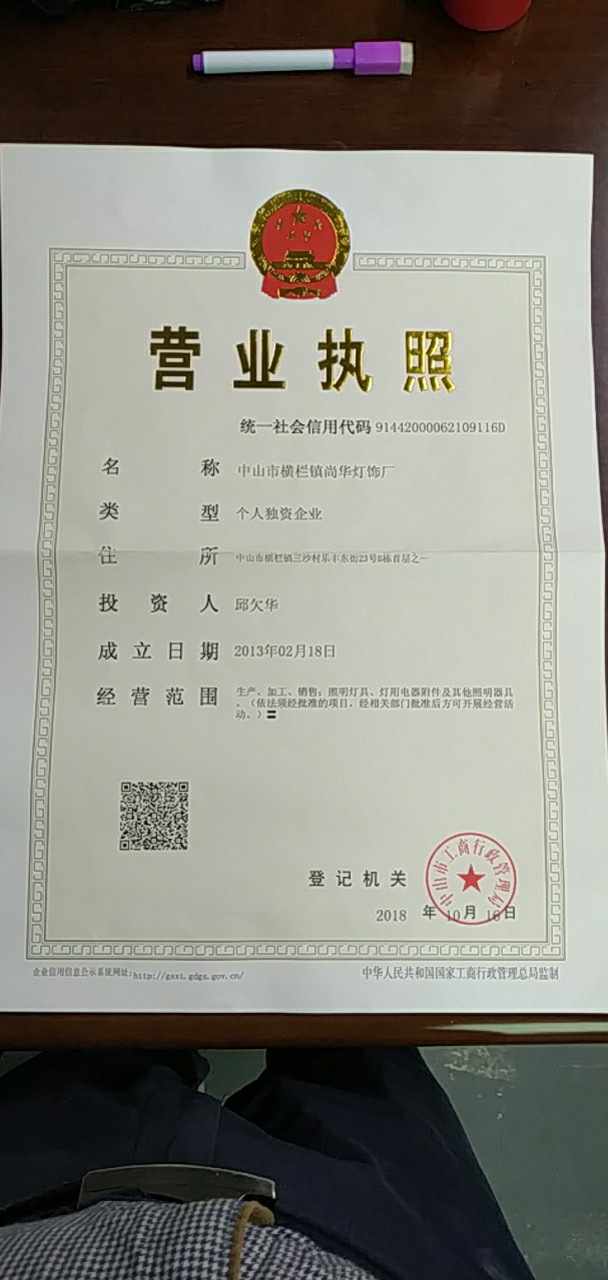 营业执照
统一社会信用代码 91442000062109116D
名称 中山市横栏镇尚华灯饰厂
类型 个人独资企业
住所 中山市横栏镇三沙村乐丰东街23号B栋首层之一
投资人 邱欠华
成立日期 2013年02月18日
经营范围 生产、加工、销售：照明灯具、灯用电器附件及其他照明器具
。（依法须经批准的项目，经相关部门批准后方可开展经营活
动。）〓
登记机关
中山市工商行政管理局
2018 年 10 月 16 日
企业信用信息公示系统网址：http://gsxt.gdgs.gov.cn/
中华人民共和国国家工商行政管理总局监制